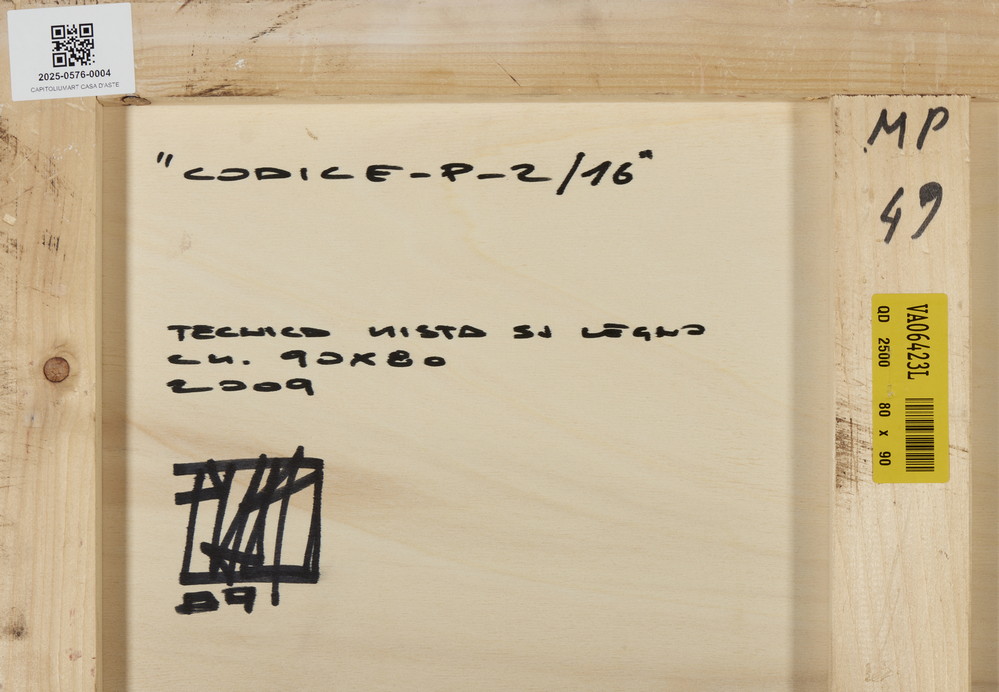 2025-0576-0004
CAPITOLIUMART CASA D'ASTE
"CODICE-P-2/16"
TECNICA MISTA SU LEGNO
CM. 90X80
2009
09
MP
49
VA06423L
QD 2500 80 x 90